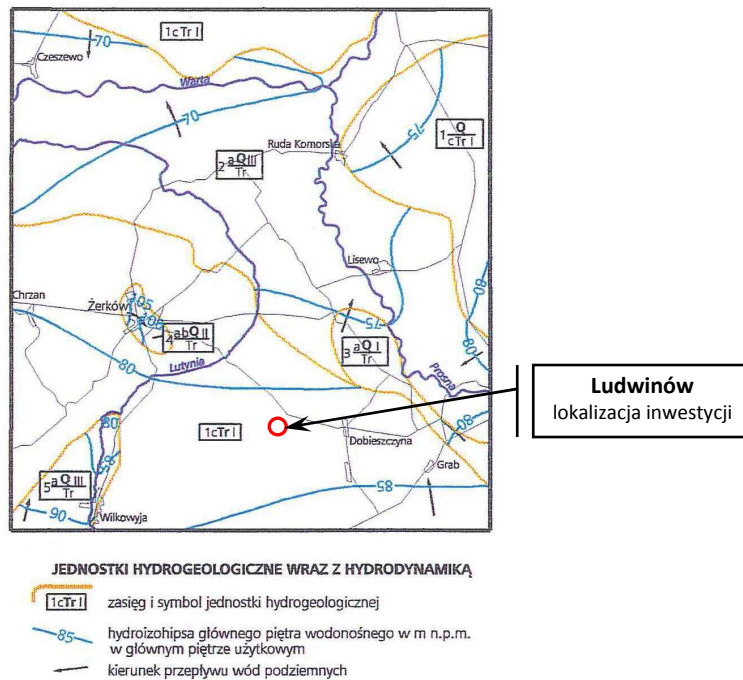 70
1cTr I
Czeszewo
Warta
70
75
1 Q
cTr I
Ruda Komorska
2 aQIII
Tr
Lisewo
80
Chrzan
105
100
Żerków
75
80
4 abQ II
Tr
3 aQ I
Tr
Lutynia
80
Prosna
Ludwinów
lokalizacja inwestycji
80
1cTr I
80
Dobieszczyna
85
Grab
5 aQ III
Tr
85
90
Wilkowyja
JEDNOSTKI HYDROGEOLOGICZNE WRAZ Z HYDRODYNAMIKĄ
1cTr I zasięg i symbol jednostki hydrogeologicznej
85 hydroizohipsa głównego piętra wodonośnego w m n.p.m.
w głównym piętrze użytkowym
kierunek przepływu wód podziemnych